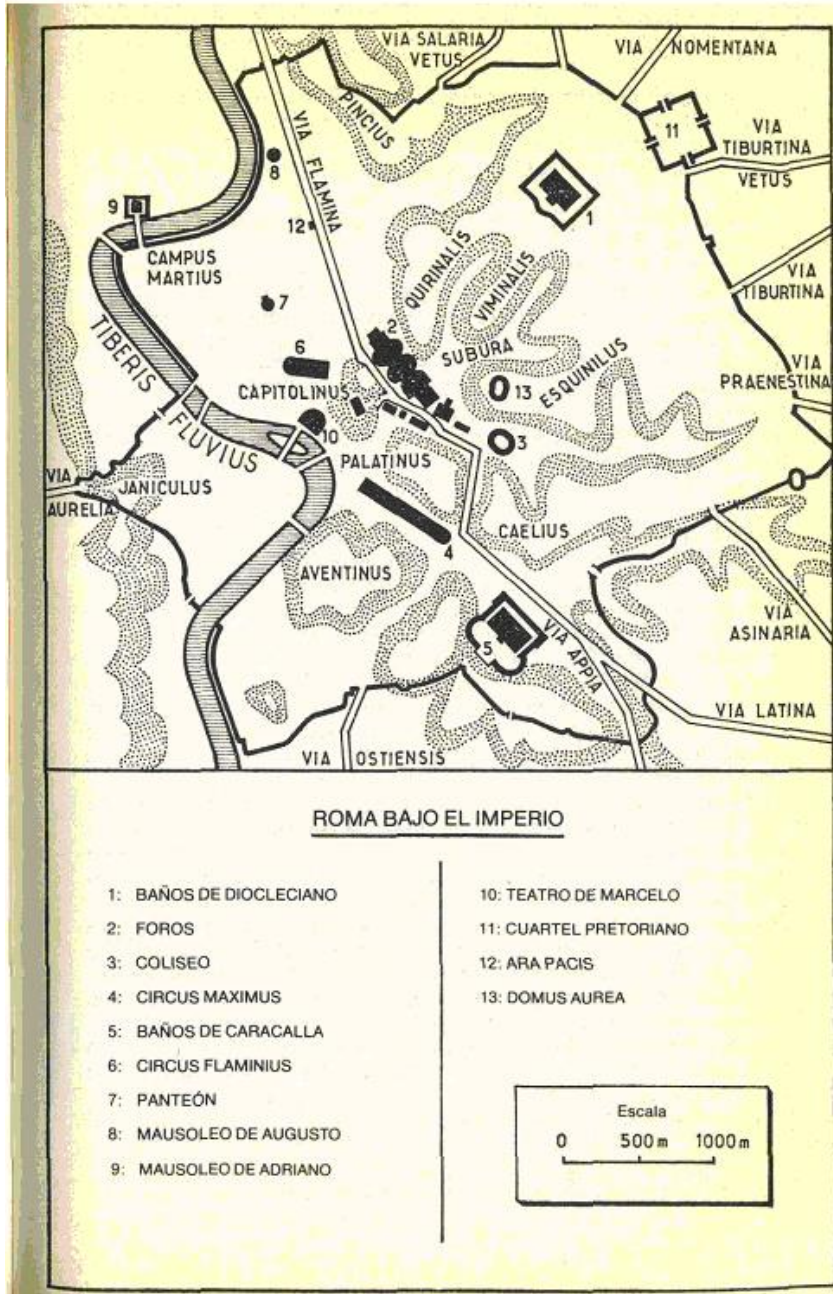 VIA SALARIA
VETUS
VIA NOMENTANA
PINCIUS
VIA FLAMINA
11
VIA
TIBURTINA
VETUS
8
9
1
12
CAMPUS
MARTIUS
QUIRINALIS
VIMINALIS
VIA
TIBURTINA
7
2
6
SUBURA
TIBERIS
FLUVIUS
CAPITOLINUS
13
ESQUINILUS
VIA
PRAENESTINA
10
3
PALATINUS
VIA
AURELIA
JANICULUS
4
CAELIUS
AVENTINUS
5
VIA APPIA
VIA
ASINARIA
VIA LATINA
VIA OSTIENSIS
ROMA BAJO EL IMPERIO
1: BAÑOS DE DIOCLECIANO
2: FOROS
3: COLISEO
4: CIRCUS MAXIMUS
5: BAÑOS DE CARACALLA
6: CIRCUS FLAMINIUS
7: PANTEÓN
8: MAUSOLEO DE AUGUSTO
9: MAUSOLEO DE ADRIANO
10: TEATRO DE MARCELO
11: CUARTEL PRETORIANO
12: ARA PACIS
13: DOMUS AUREA
Escala
0 500 m 1000 m